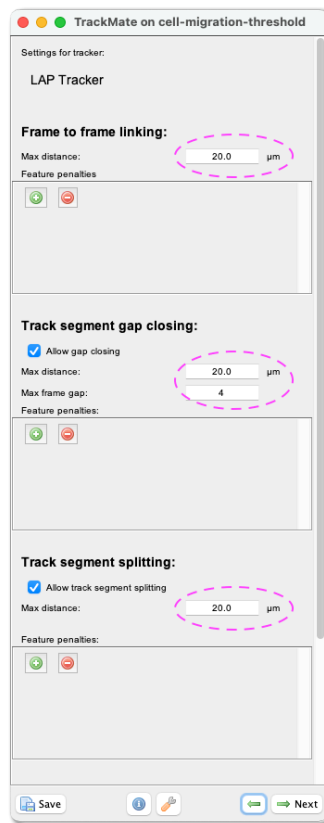 TrackMate on cell-migration-threshold
Settings for tracker:
LAP Tracker
Frame to frame linking:
Max distance: 20.0 µm
Feature penalties
Track segment gap closing:
Allow gap closing
Max distance: 20.0 µm
Max frame gap: 4
Feature penalties:
Track segment splitting:
Allow track segment splitting
Max distance: 20.0 µm
Feature penalties:
Save Next